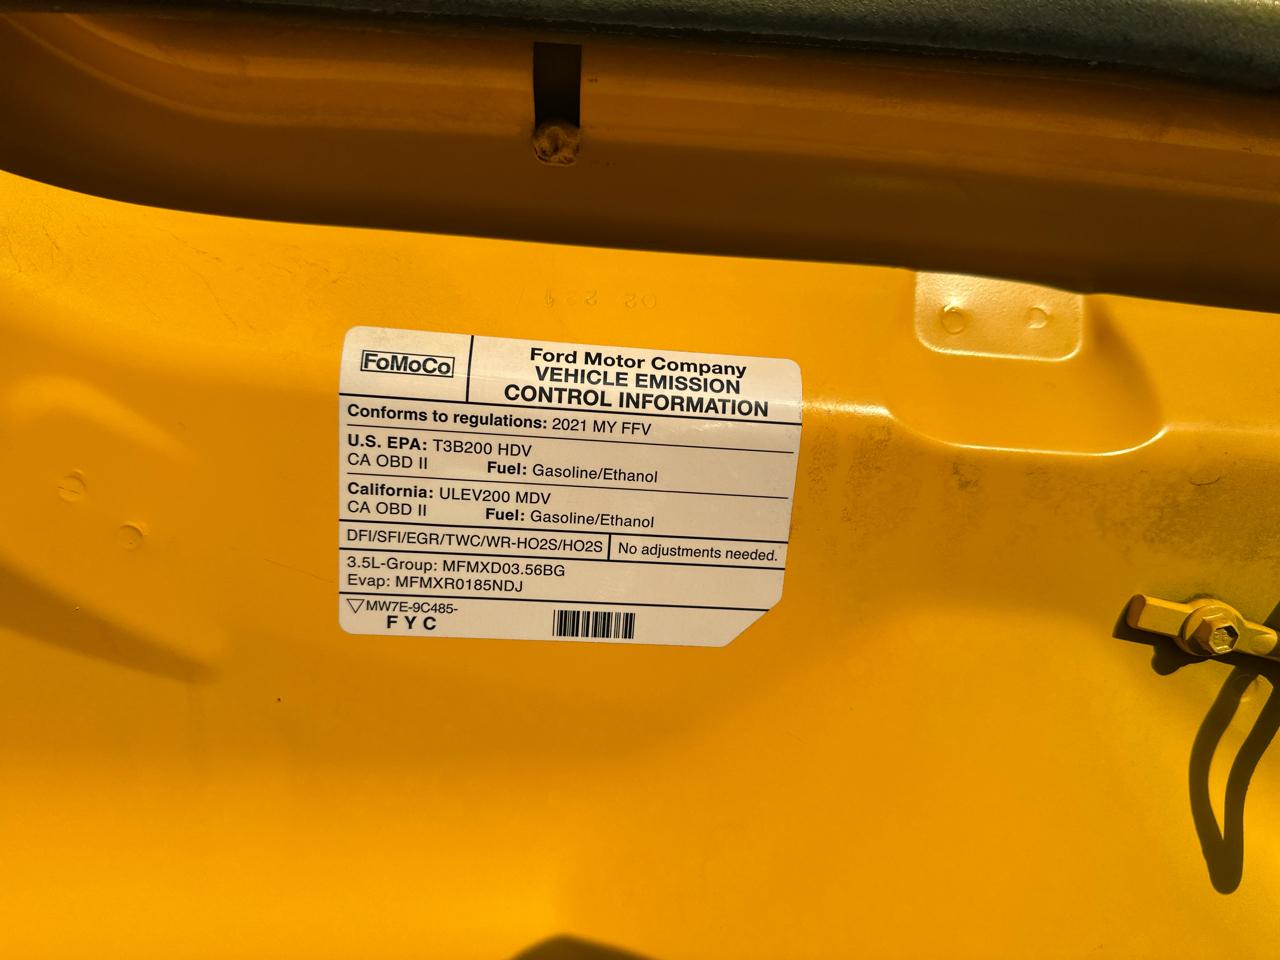 FoMoCo
Ford Motor Company
VEHICLE EMISSION
CONTROL INFORMATION
Conforms to regulations: 2021 MY FFV
U.S. EPA: T3B200 HDV
CA OBD II Fuel: Gasoline/Ethanol
California: ULEV200 MDV
CA OBD II Fuel: Gasoline/Ethanol
DFI/SFI/EGR/TWC/WR-HO2S/HO2S No adjustments needed.
3.5L-Group: MFMXD03.56BG
Evap: MFMXR0185NDJ
MW7E-9C485-
F Y C